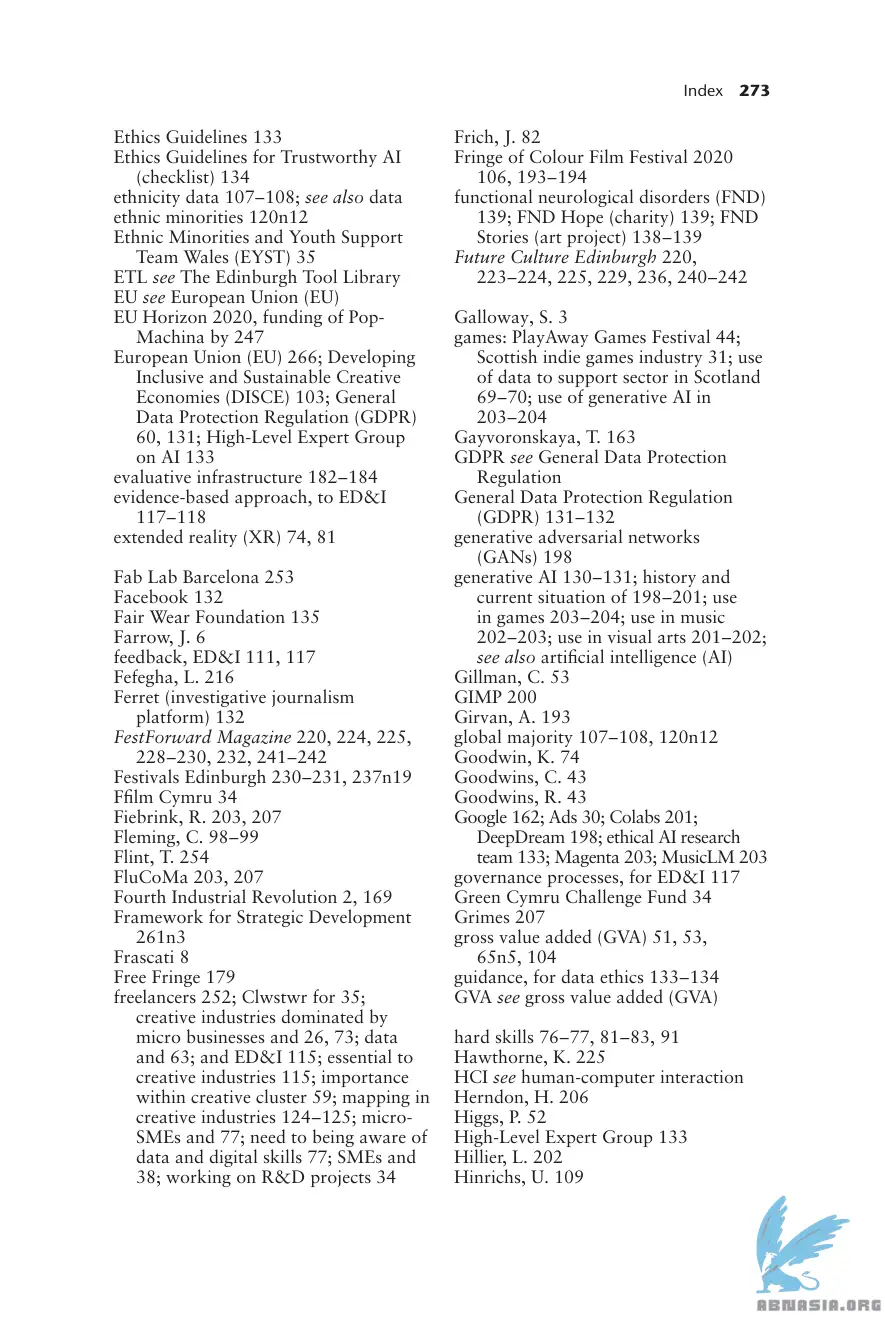 Index 273
Ethics Guidelines 133
Ethics Guidelines for Trustworthy AI
(checklist) 134
ethnicity data 107–108; see also data
ethnic minorities 120n12
Ethnic Minorities and Youth Support
Team Wales (EYST) 35
ETL see The Edinburgh Tool Library
EU see European Union (EU)
EU Horizon 2020, funding of Pop-
Machina by 247
European Union (EU) 266; Developing
Inclusive and Sustainable Creative
Economies (DISCE) 103; General
Data Protection Regulation (GDPR)
60, 131; High-Level Expert Group
on AI 133
evaluative infrastructure 182–184
evidence-based approach, to ED&I
117–118
extended reality (XR) 74, 81
Fab Lab Barcelona 253
Facebook 132
Fair Wear Foundation 135
Farrow, J. 6
feedback, ED&I 111, 117
Fefegha, L. 216
Ferret (investigative journalism
platform) 132
FestForward Magazine 220, 224, 225,
228–230, 232, 241–242
Festivals Edinburgh 230–231, 237n19
Ffilm Cymru 34
Fiebrink, R. 203, 207
Fleming, C. 98–99
Flint, T. 254
FluCoMa 203, 207
Fourth Industrial Revolution 2, 169
Framework for Strategic Development
261n3
Frascati 8
Free Fringe 179
freelancers 252; Clwstwr for 35;
creative industries dominated by
micro businesses and 26, 73; data
and 63; and ED&I 115; essential to
creative industries 115; importance
within creative cluster 59; mapping in
creative industries 124–125; micro-
SMEs and 77; need to being aware of
data and digital skills 77; SMEs and
38; working on R&D projects 34
Frich, J. 82
Fringe of Colour Film Festival 2020
106, 193–194
functional neurological disorders (FND)
139; FND Hope (charity) 139; FND
Stories (art project) 138–139
Future Culture Edinburgh 220,
223–224, 225, 229, 236, 240–242
Galloway, S. 3
games: PlayAway Games Festival 44;
Scottish indie games industry 31; use
of data to support sector in Scotland
69–70; use of generative AI in
203–204
Gayvoronskaya, T. 163
GDPR see General Data Protection
Regulation
General Data Protection Regulation
(GDPR) 131–132
generative adversarial networks
(GANs) 198
generative AI 130–131; history and
current situation of 198–201; use
in games 203–204; use in music
202–203; use in visual arts 201–202;
see also artificial intelligence (AI)
Gillman, C. 53
GIMP 200
Girvan, A. 193
global majority 107–108, 120n12
Goodwin, K. 74
Goodwins, C. 43
Goodwins, R. 43
Google 162; Ads 30; Colabs 201;
DeepDream 198; ethical AI research
team 133; Magenta 203; MusicLM 203
governance processes, for ED&I 117
Green Cymru Challenge Fund 34
Grimes 207
gross value added (GVA) 51, 53,
65n5, 104
guidance, for data ethics 133–134
GVA see gross value added (GVA)
hard skills 76–77, 81–83, 91
Hawthorne, K. 225
HCI see human-computer interaction
Herndon, H. 206
Higgs, P. 52
High-Level Expert Group 133
Hillier, L. 202
Hinrichs, U. 109
ABNASIA.ORG